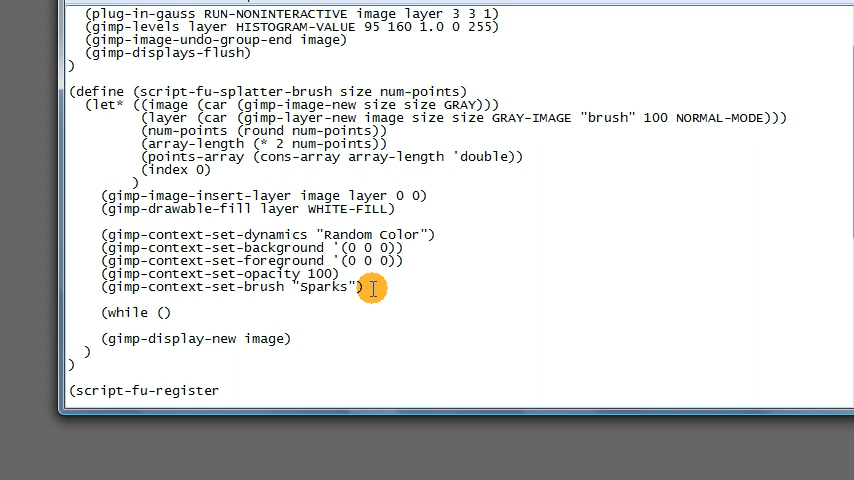 (plug-in-gauss RUN-NONINTERACTIVE image layer 3 3 1)
(gimp-levels layer HISTOGRAM-VALUE 95 160 1.0 0 255)
(gimp-image-undo-group-end image)
(gimp-displays-flush)
)
(define (script-fu-splatter-brush size num-points)
(let* ((image (car (gimp-image-new size size GRAY)))
(layer (car (gimp-layer-new image size size GRAY-IMAGE "brush" 100 NORMAL-MODE)))
(num-points (round num-points))
(array-length (* 2 num-points))
(points-array (cons-array array-length 'double))
(index 0)
)
(gimp-image-insert-layer image layer 0 0)
(gimp-drawable-fill layer WHITE-FILL)
(gimp-context-set-dynamics "Random Color")
(gimp-context-set-background '(0 0 0))
(gimp-context-set-foreground '(0 0 0))
(gimp-context-set-opacity 100)
(gimp-context-set-brush "Sparks")
(while ()
(gimp-display-new image)
)
)
(script-fu-register